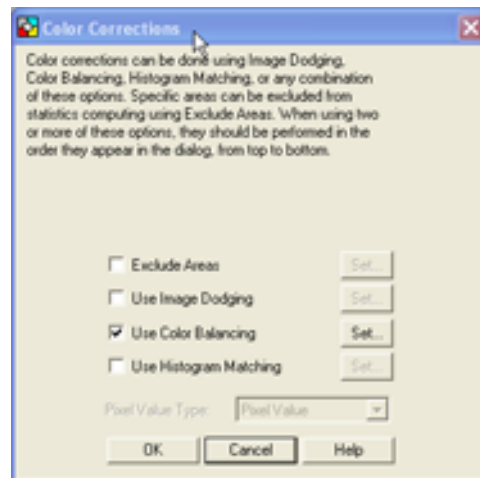 Color Corrections
Color corrections can be done using Image Dodging,
Color Balancing, Histogram Matching, or any combination
of these options. Specific areas can be excluded from
statistics computing using Exclude Areas. When using two
or more of these options, they should be performed in the
order they appear in the dialog, from top to bottom.
Exclude Areas Set...
Use Image Dodging Set...
Use Color Balancing Set...
Use Histogram Matching Set...
Pixel Value Type: Pixel Value
OK Cancel Help